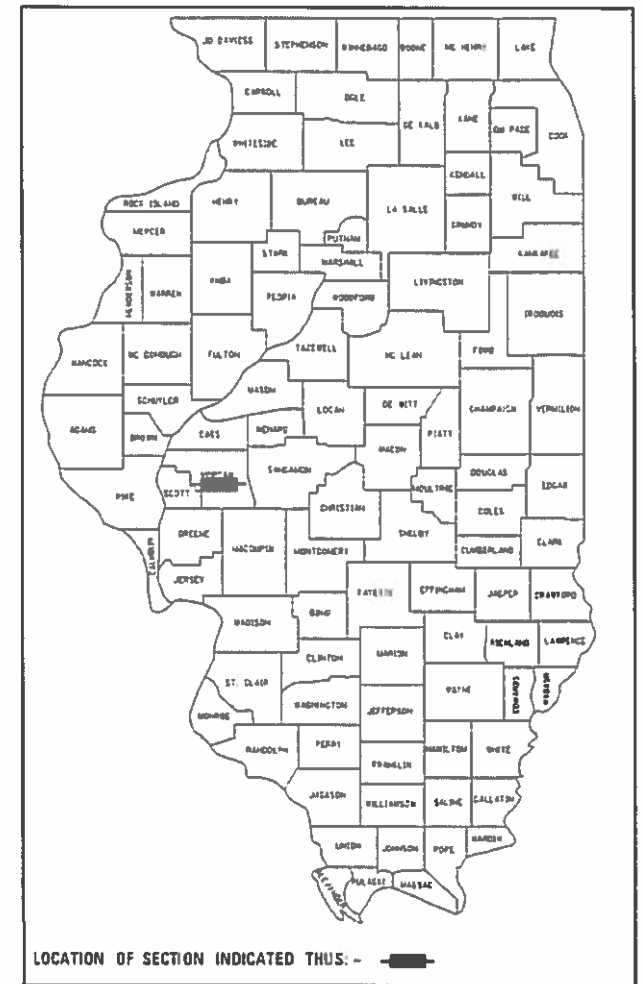 JO DAVIESS STEPHENSON WINNEBAGO BOONE MC HENRY LAKE
CARROLL OGLE DE KALB KANE DU PAGE COOK
WHITESIDE LEE KENDALL WILL
ROCK ISLAND HENRY BUREAU LA SALLE GRUNDY
MERCER PUTNAM KANKAKEE
STARK MARSHALL LIVINGSTON
HENDERSON WARREN KNOX PEORIA WOODFORD IROQUOIS
HANCOCK MC DONOUGH FULTON TAZEWELL MC LEAN FORD
SCHUYLER MASON LOGAN DE WITT CHAMPAIGN VERMILION
ADAMS BROWN CASS MENARD PIATT
MACON DOUGLAS
PIKE SCOTT MORGAN SANGAMON MOULTRIE EDGAR
CHRISTIAN COLES
GREENE MACOUPIN MONTGOMERY SHELBY CUMBERLAND CLARK
CALHOUN JERSEY
FAYETTE EFFINGHAM JASPER CRAWFORD
MADISON BOND
CLAY RICHLAND LAWRENCE
CLINTON MARION
ST. CLAIR WAYNE EDWARDS WABASH
MONROE WASHINGTON JEFFERSON
RANDOLPH PERRY HAMILTON WHITE
FRANKLIN
JACKSON WILLIAMSON SALINE GALLATIN
UNION JOHNSON POPE HARDIN
ALEXANDER PULASKI MASSAC
LOCATION OF SECTION INDICATED THUS: -